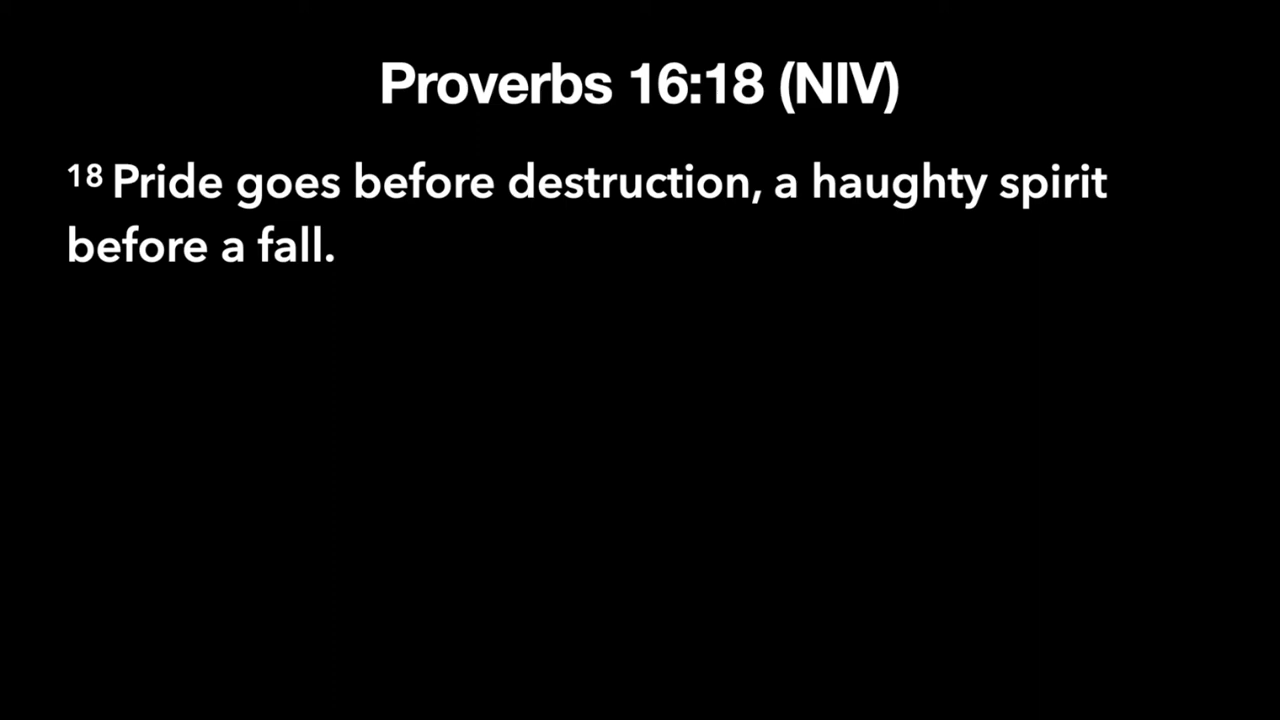 Proverbs 16:18 (NIV)
18 Pride goes before destruction, a haughty spirit
before a fall.